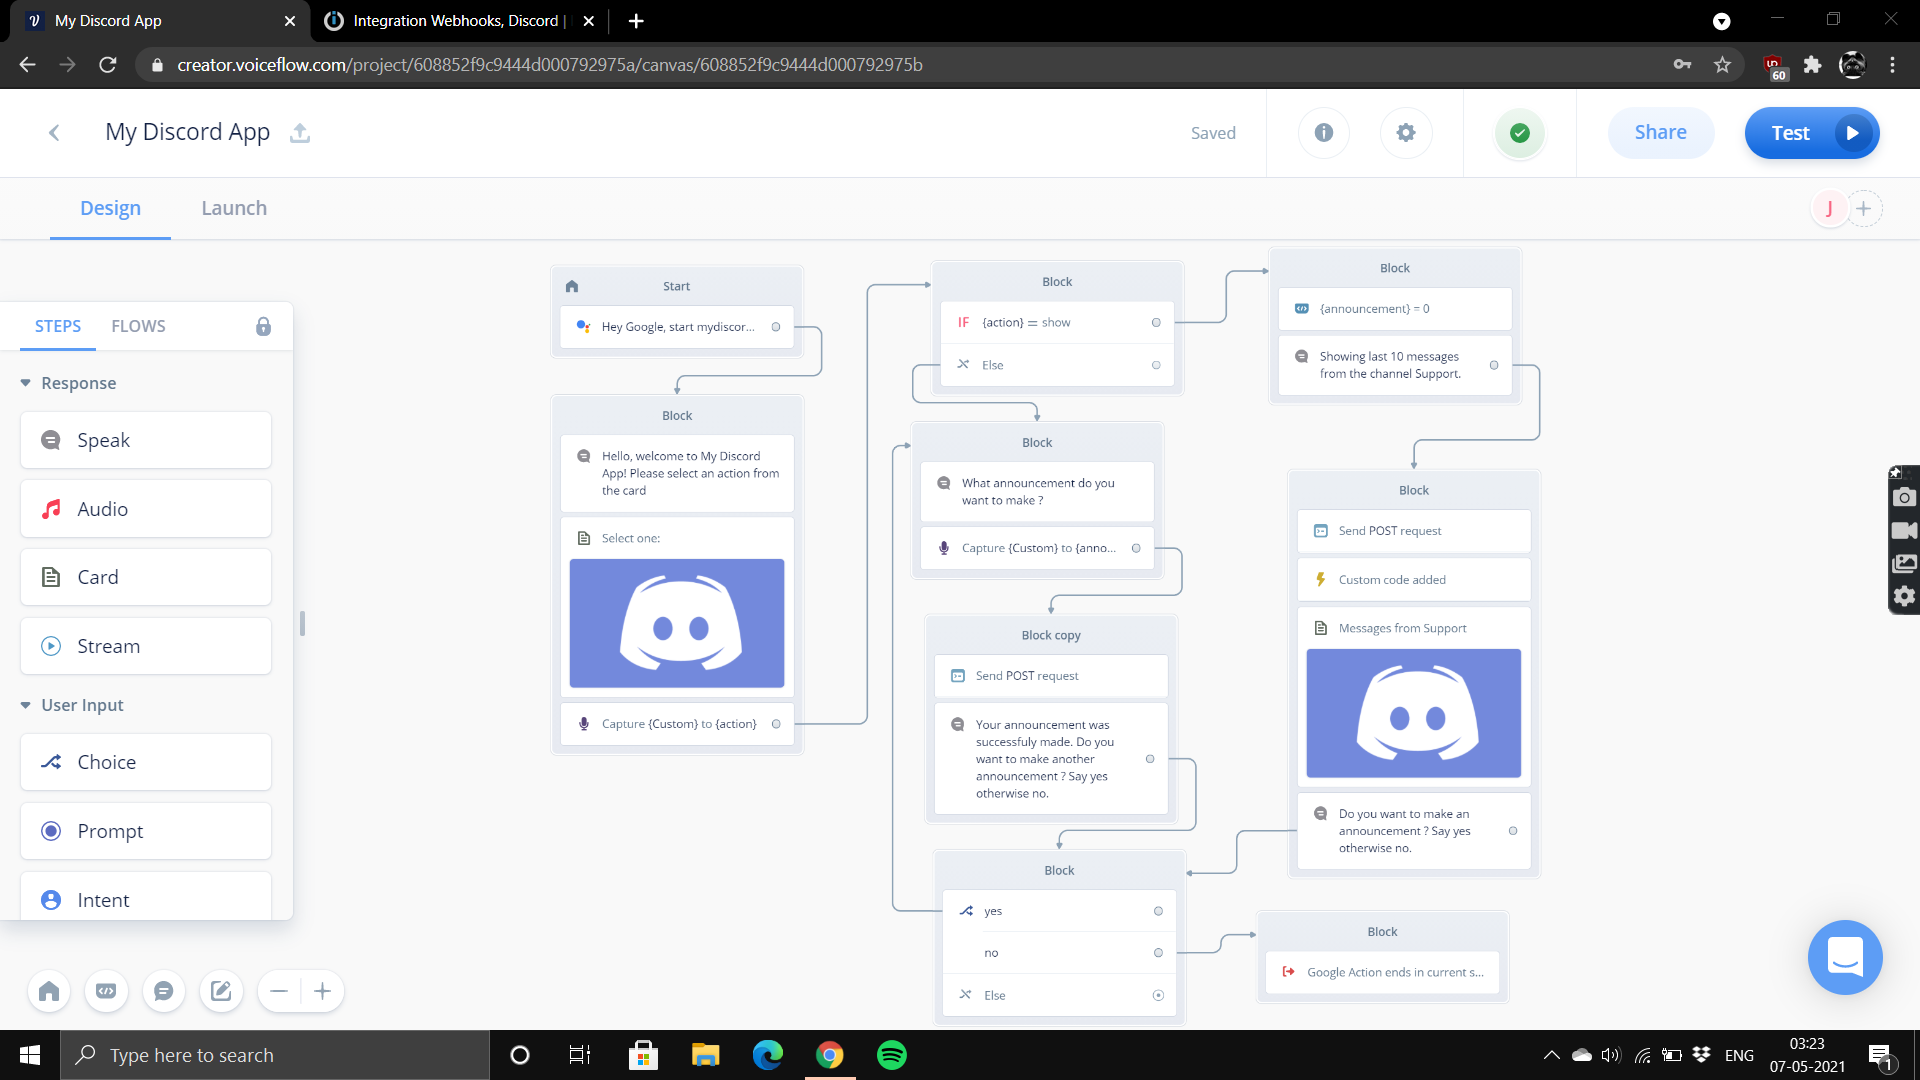 My Discord App
Integration Webhooks, Discord |
creator.voiceflow.com/project/608852f9c9444d000792975a/canvas/608852f9c9444d000792975b
60
My Discord App
Saved
Share
Test
Design
Launch
J
STEPS
FLOWS
Response
Speak
Audio
Card
Stream
User Input
Choice
Prompt
Intent
Start
Hey Google, start mydiscor...
Block
Hello, welcome to My Discord
App! Please select an action from
the card
Select one:
Capture {Custom} to {action}
Block
IF {action} = show
Else
Block
What announcement do you
want to make ?
Capture {Custom} to {anno...
Block copy
Send POST request
Your announcement was
successfuly made. Do you
want to make another
announcement ? Say yes
otherwise no.
Block
yes
no
Else
Block
{announcement} = 0
Showing last 10 messages
from the channel Support.
Block
Send POST request
Custom code added
Messages from Support
Do you want to make an
announcement ? Say yes
otherwise no.
Block
Google Action ends in current s...
Type here to search
ENG
03:23
07-05-2021
1